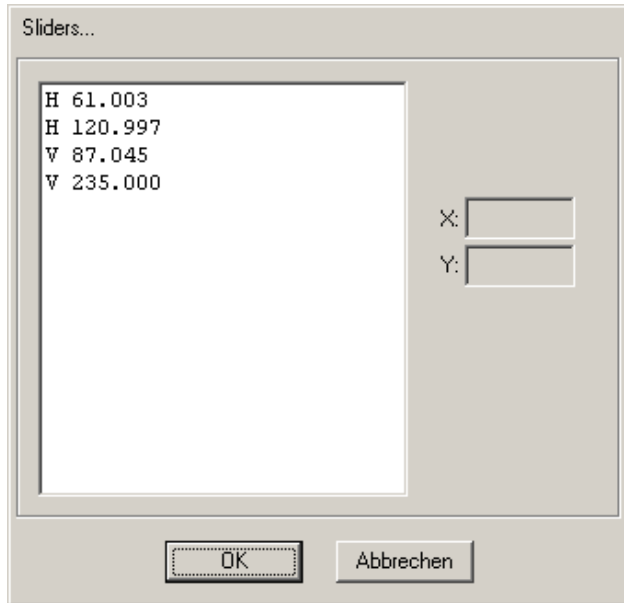 Sliders...
H 61.003
H 120.997
V 87.045
V 235.000
X:
Y:
OK
Abbrechen